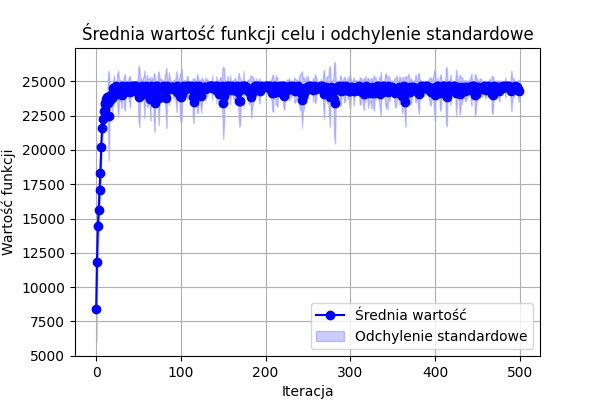 Średnia wartość funkcji celu i odchylenie standardowe
Wartość funkcji
25000
22500
20000
17500
15000
12500
10000
7500
5000
0 100 200 300 400 500
Iteracja
Średnia wartość
Odchylenie standardowe